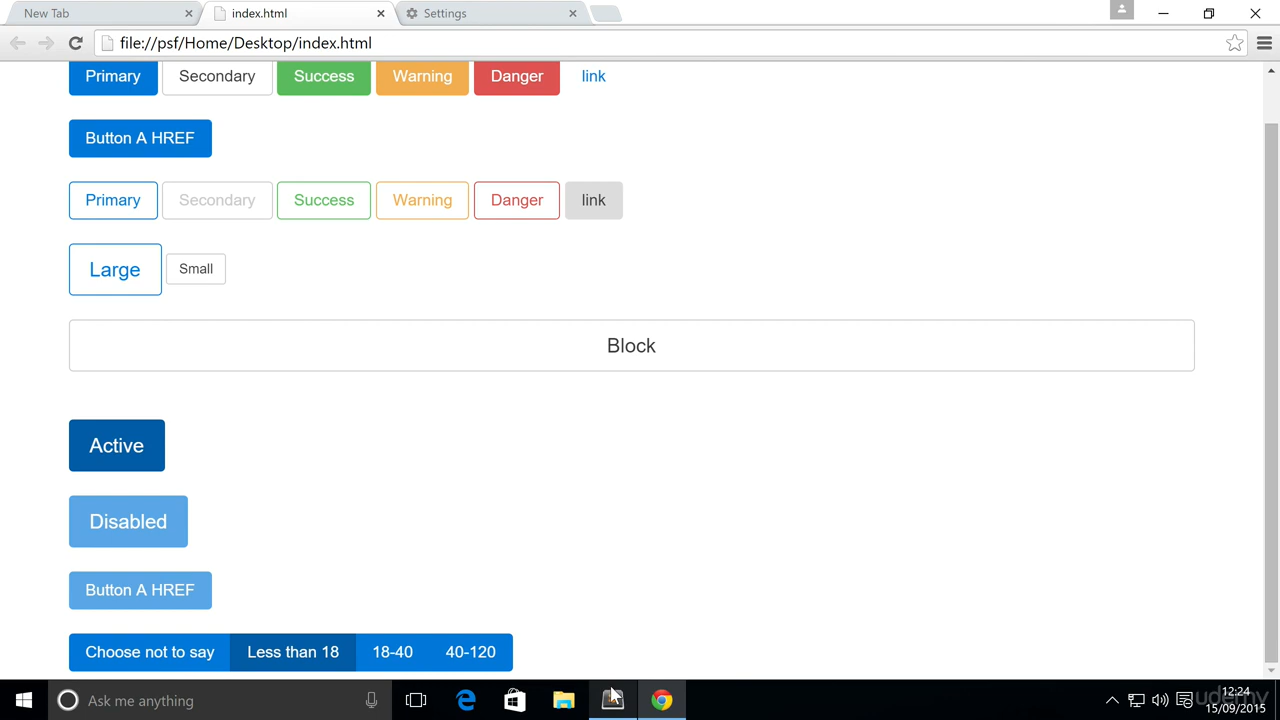 New Tab index.html Settings
file://psf/Home/Desktop/index.html
Primary Secondary Success Warning Danger link
Button A HREF
Primary Secondary Success Warning Danger link
Large Small
Block
Active
Disabled
Button A HREF
Choose not to say Less than 18 18-40 40-120
Ask me anything 12:24
udemy
15/09/2015